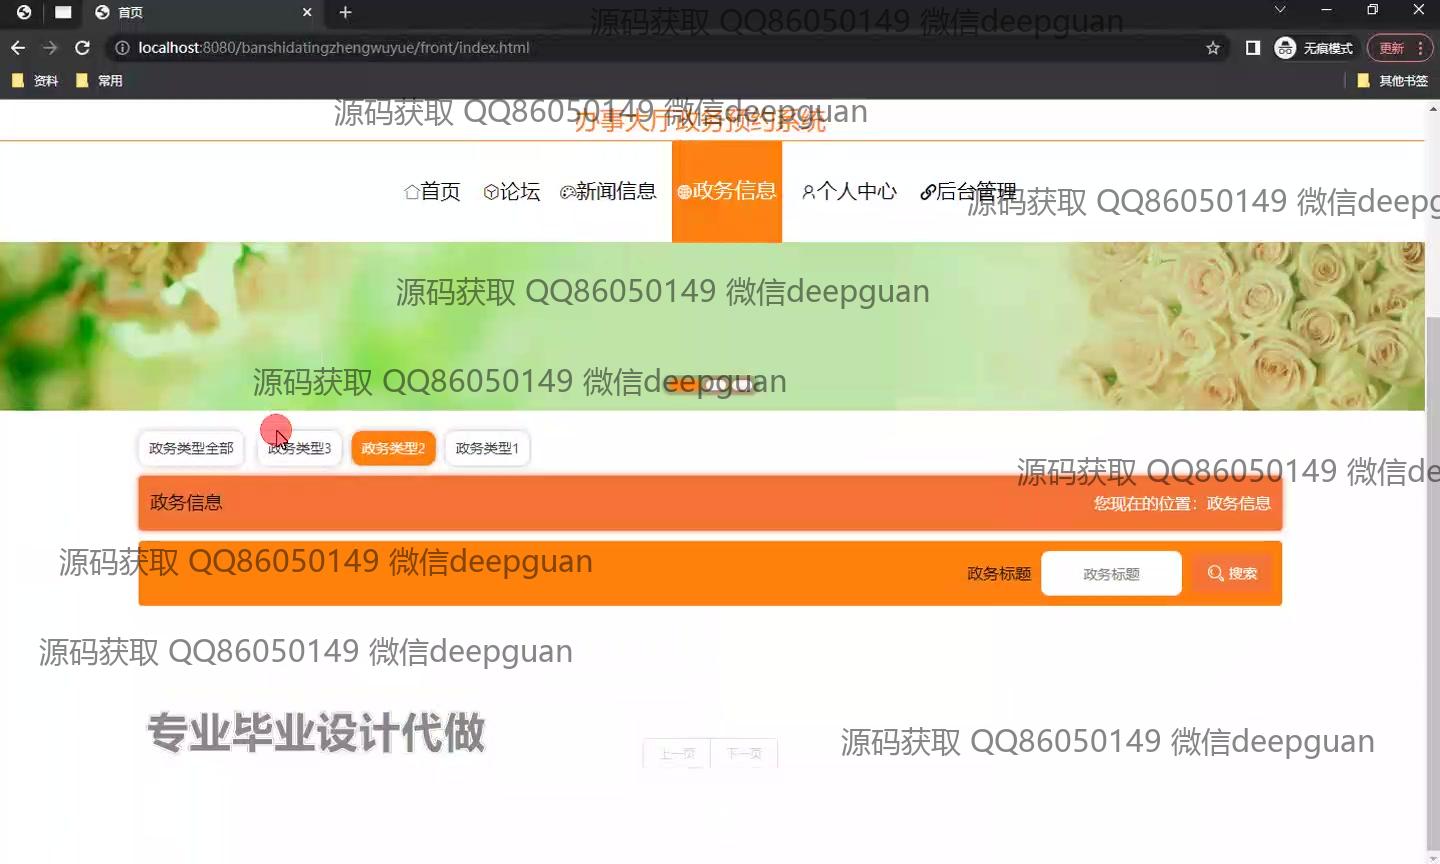 首页
源码获取 QQ86050149 微信deepguan
localhost:8080/banshidatingzhengwuyue/front/index.html
无痕模式
更新
资料
常用
其他书签
源码获取 QQ86050149 微信deepguan
办事大厅政务预约系统
首页
论坛
新闻信息
政务信息
个人中心
后台管理
源码获取 QQ86050149 微信deepg
源码获取 QQ86050149 微信deepguan
源码获取 QQ86050149 微信deepguan
政务类型全部
政务类型3
政务类型2
政务类型1
源码获取 QQ86050149 微信de
政务信息
您现在的位置：政务信息
源码获取 QQ86050149 微信deepguan
政务标题
政务标题
搜索
源码获取 QQ86050149 微信deepguan
专业毕业设计代做
上一页
下一页
源码获取 QQ86050149 微信deepguan